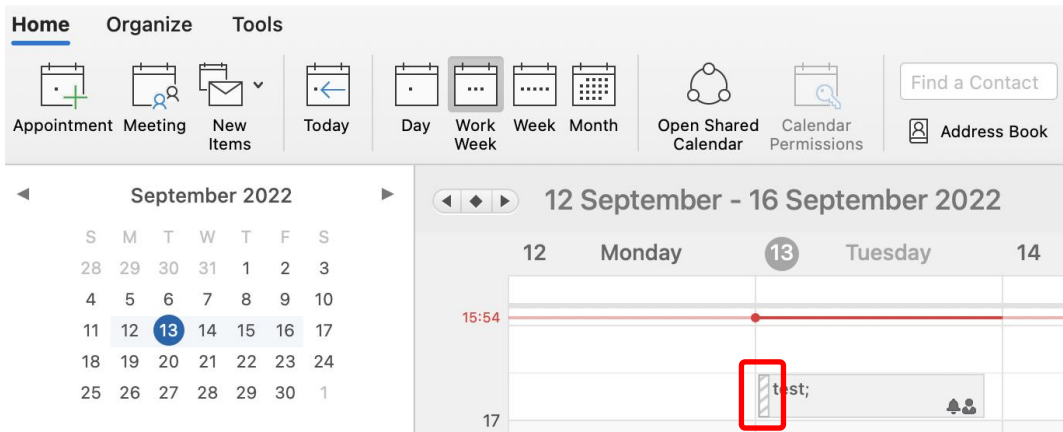 Home Organize Tools
Appointment Meeting New Items Today Day Work Week Week Month Open Shared Calendar Calendar Permissions Find a Contact
Address Book
September 2022
12 September - 16 September 2022
S M T W T F S
28 29 30 31 1 2 3
4 5 6 7 8 9 10
11 12 13 14 15 16 17
18 19 20 21 22 23 24
25 26 27 28 29 30 1
12 Monday 13 Tuesday 14
15:54
test;
17